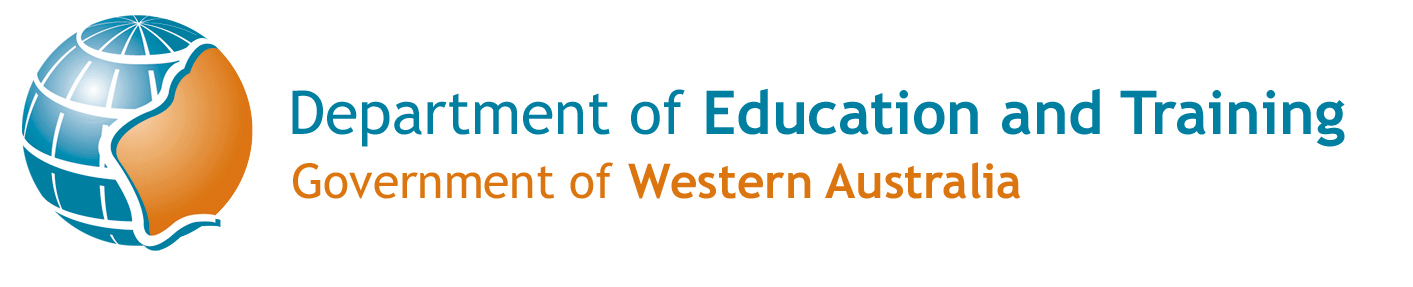 Department of Education and Training
Government of Western Australia